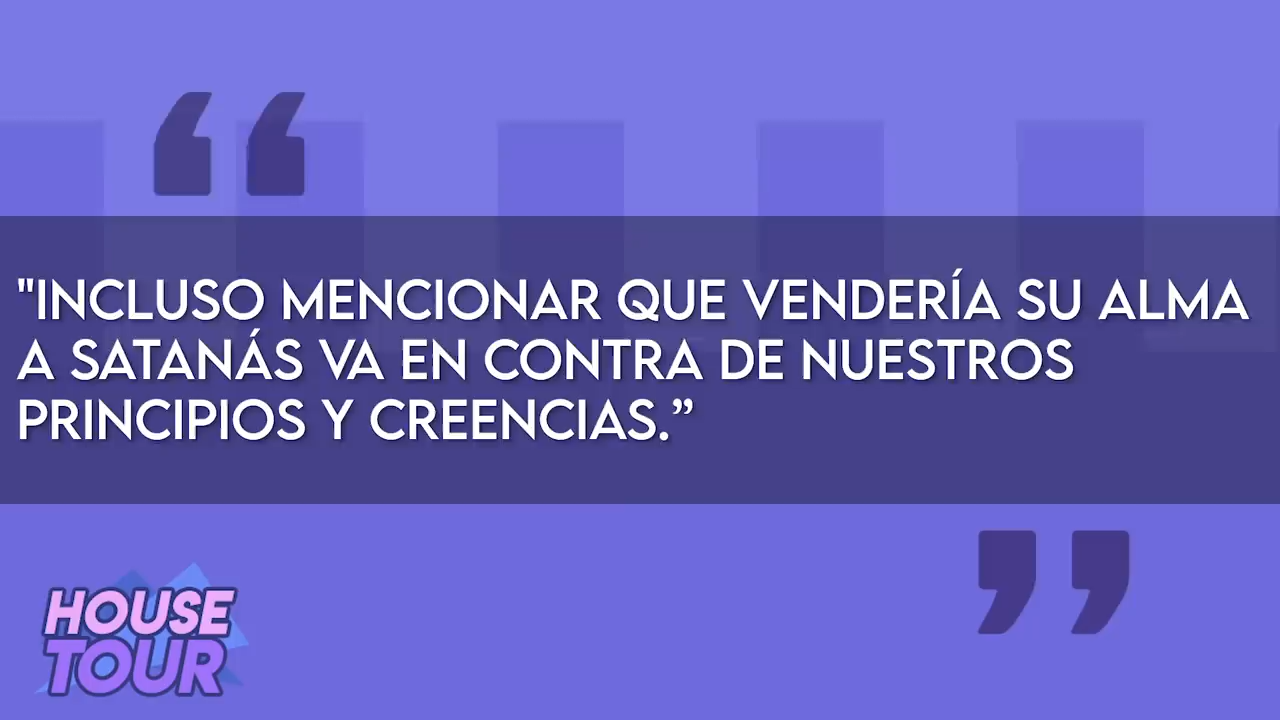 "INCLUSO MENCIONAR QUE VENDERÍA SU ALMA
A SATANÁS VA EN CONTRA DE NUESTROS
PRINCIPIOS Y CREENCIAS.”
HOUSE
TOUR